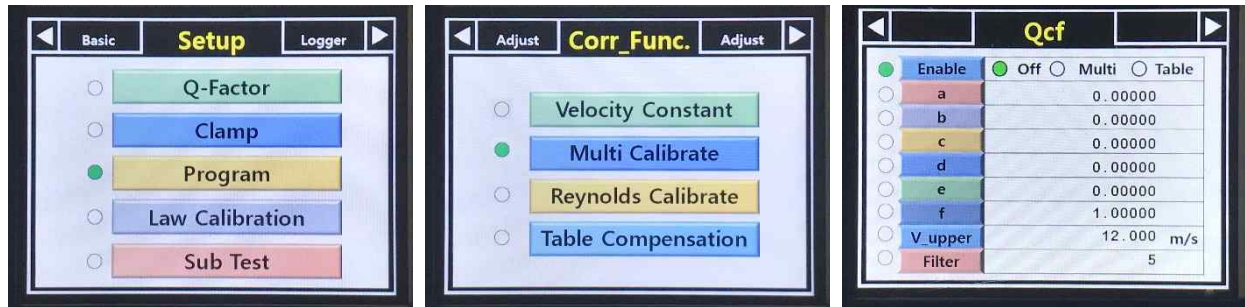 Basic Setup Logger
Q-Factor
Clamp
Program
Law Calibration
Sub Test
Adjust Corr_Func. Adjust
Velocity Constant
Multi Calibrate
Reynolds Calibrate
Table Compensation
Qcf
Enable Off Multi Table
a 0.00000
b 0.00000
c 0.00000
d 0.00000
e 0.00000
f 1.00000
V_upper 12.000 m/s
Filter 5